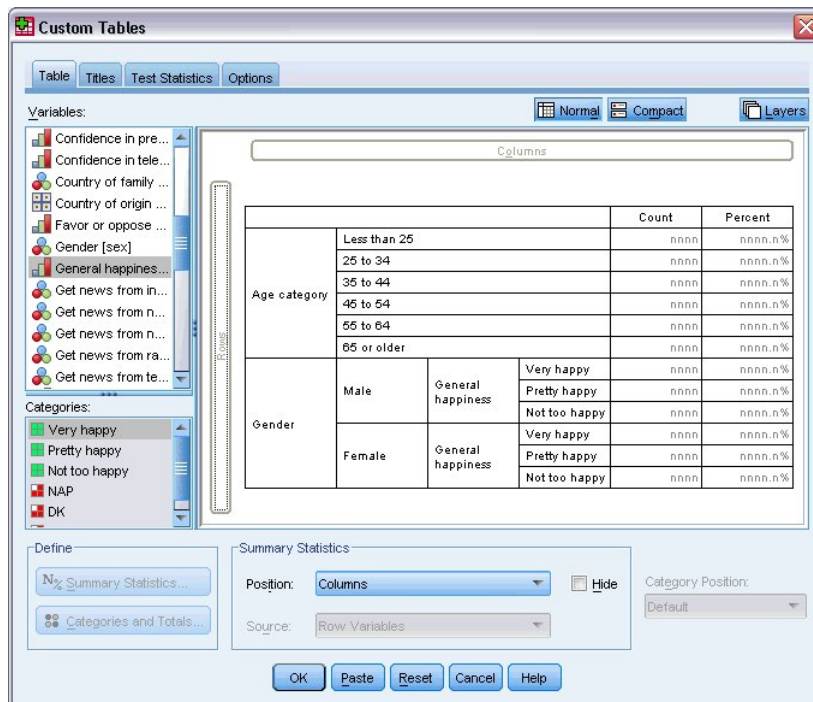 Custom Tables
Table Titles Test Statistics Options
Variables:
Normal Compact Layers
Confidence in pre...
Confidence in tele...
Country of family ...
Country of origin ...
Favor or oppose ...
Gender [sex]
General happines...
Get news from in...
Get news from n...
Get news from n...
Get news from ra...
Get news from te...
Categories:
Very happy
Pretty happy
Not too happy
NAP
DK
Columns
Rows
Count Percent
Age category
Less than 25 nnnn nnnn.n%
25 to 34 nnnn nnnn.n%
35 to 44 nnnn nnnn.n%
45 to 54 nnnn nnnn.n%
55 to 64 nnnn nnnn.n%
65 or older nnnn nnnn.n%
Gender
Male
General
happiness
Very happy nnnn nnnn.n%
Pretty happy nnnn nnnn.n%
Not too happy nnnn nnnn.n%
Female
General
happiness
Very happy nnnn nnnn.n%
Pretty happy nnnn nnnn.n%
Not too happy nnnn nnnn.n%
Define
N% Summary Statistics...
Categories and Totals...
Summary Statistics
Position: Columns Hide
Source: Row Variables
Category Position:
Default
OK Paste Reset Cancel Help